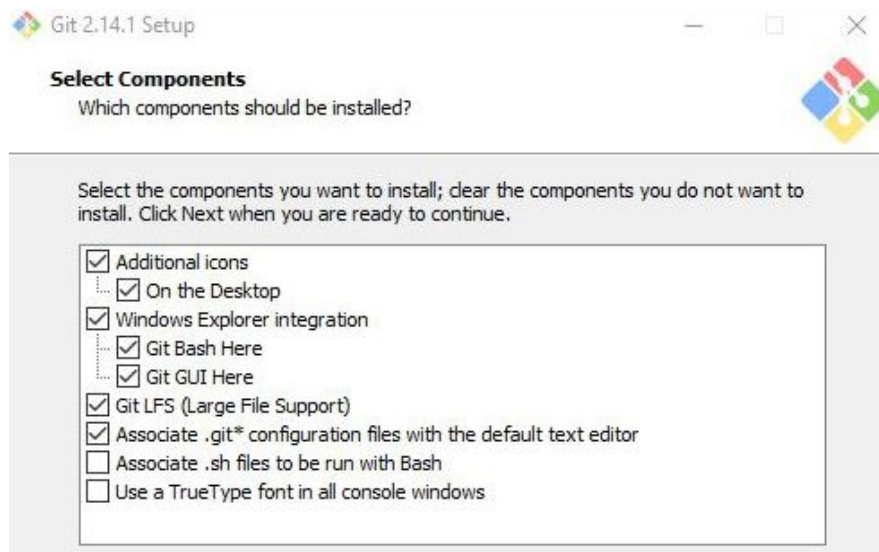 Git 2.14.1 Setup
Select Components
Which components should be installed?
Select the components you want to install; clear the components you do not want to
install. Click Next when you are ready to continue.
Additional icons
On the Desktop
Windows Explorer integration
Git Bash Here
Git GUI Here
Git LFS (Large File Support)
Associate .git* configuration files with the default text editor
Associate .sh files to be run with Bash
Use a TrueType font in all console windows